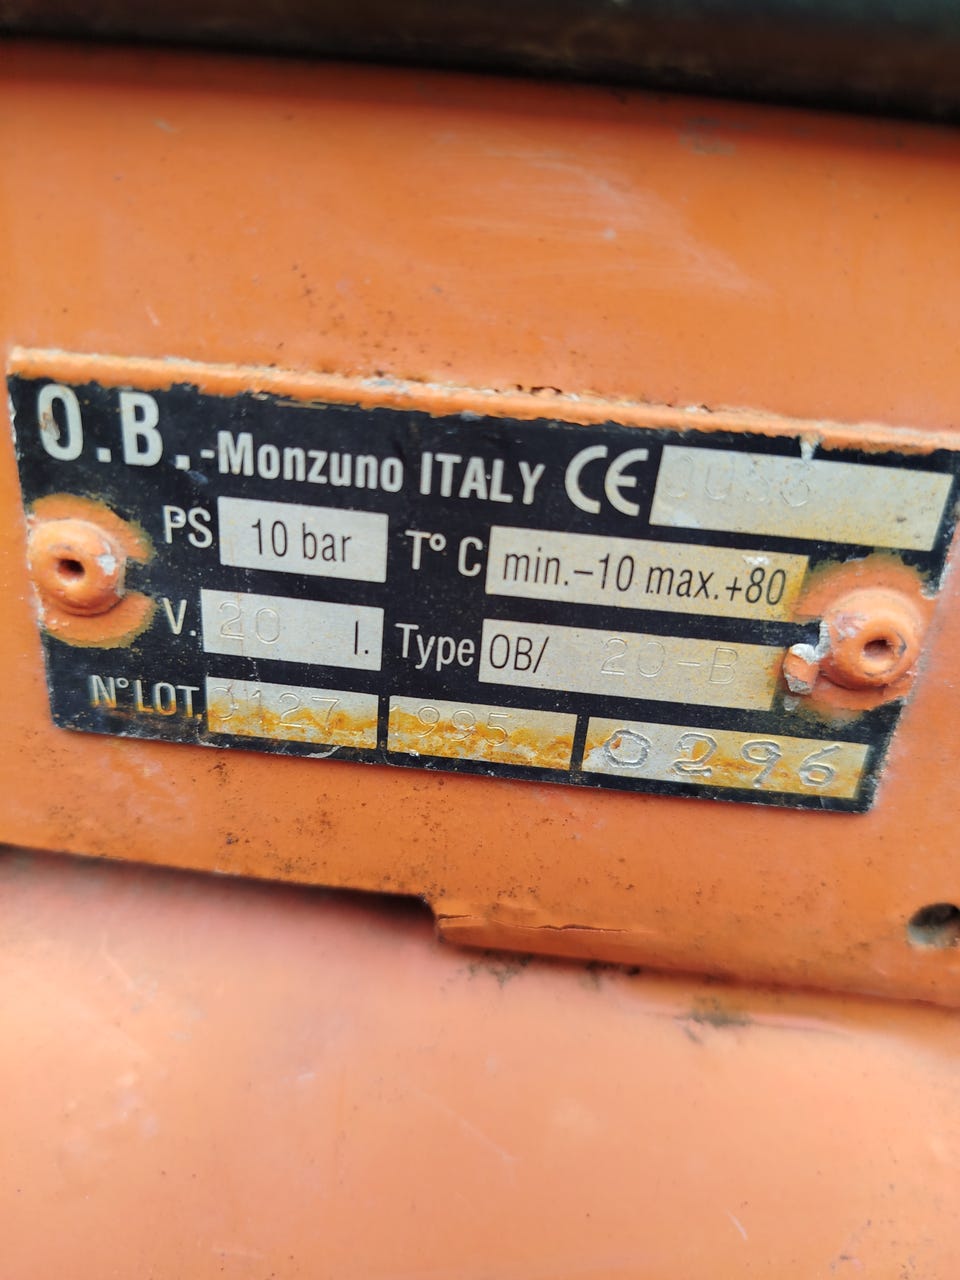 O.B.-Monzuno ITALY CE
PS 10 bar T° C min.-10 max.+80
V. 20 l. Type OB/ 20-B
N° LOT. 0127 1995 0296